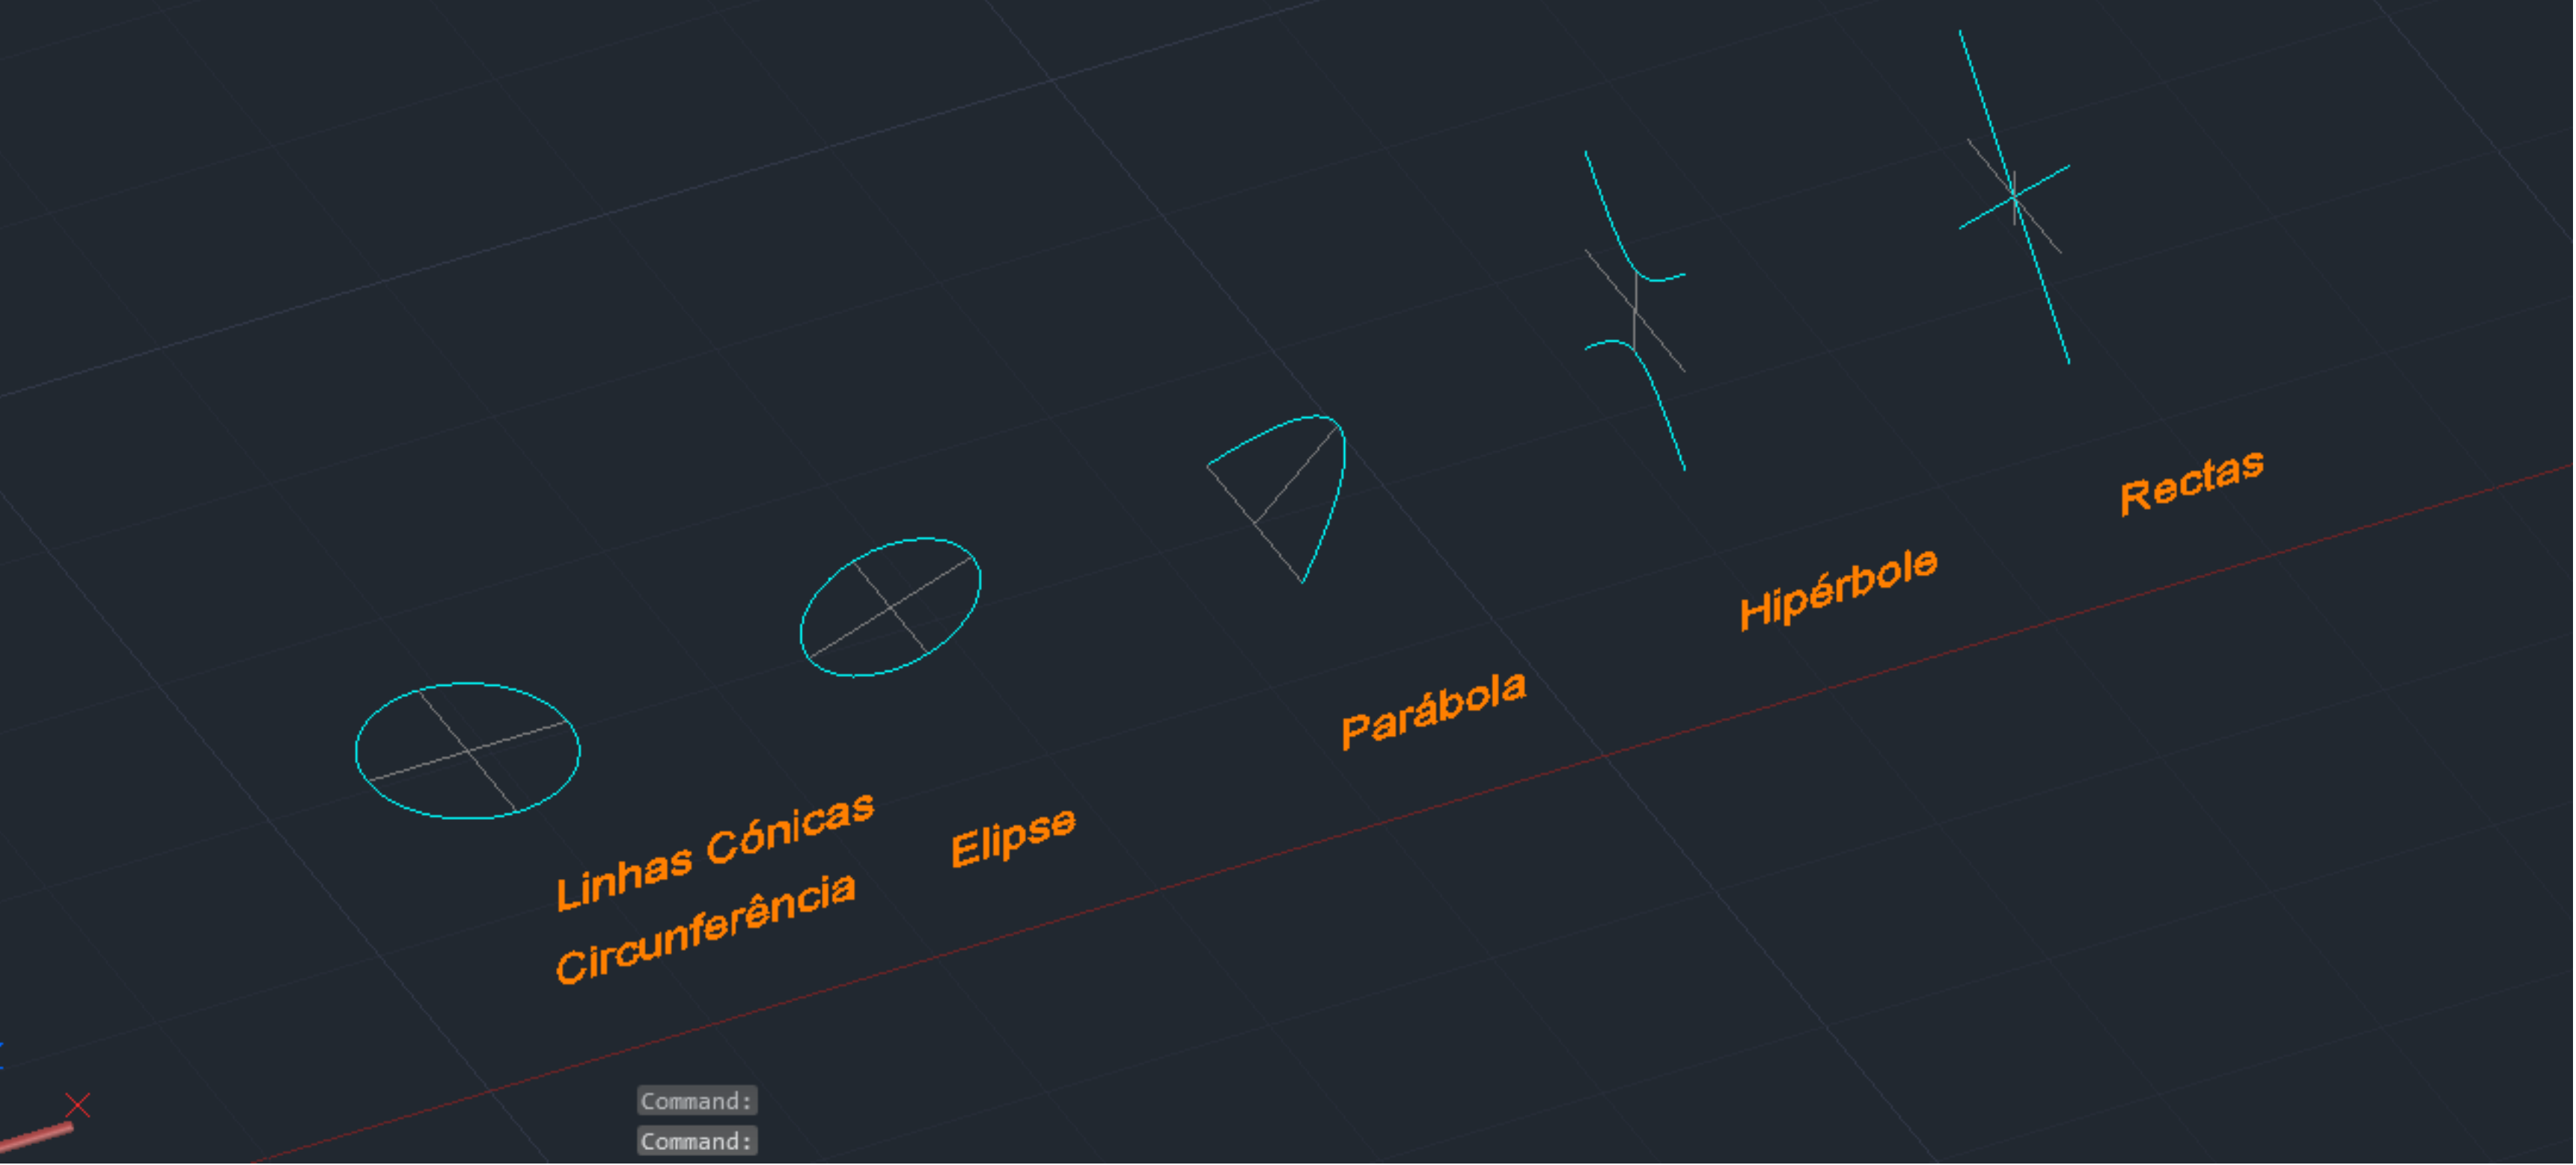 Linhas Cónicas
Circunferência
Elipse
Parábola
Hipérbole
Rectas
Command:
Command: